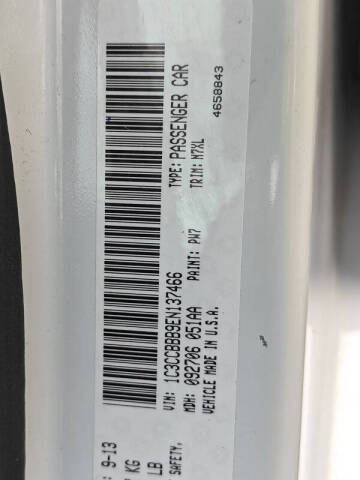 : 9-13
KG
LB
SAFETY,
VIN: 1C3CCBBB9EN137466 TYPE: PASSENGER CAR
MDH: 092706 051AA PAINT: PW7 TRIM: M7XL
VEHICLE MADE IN U.S.A. 4658843